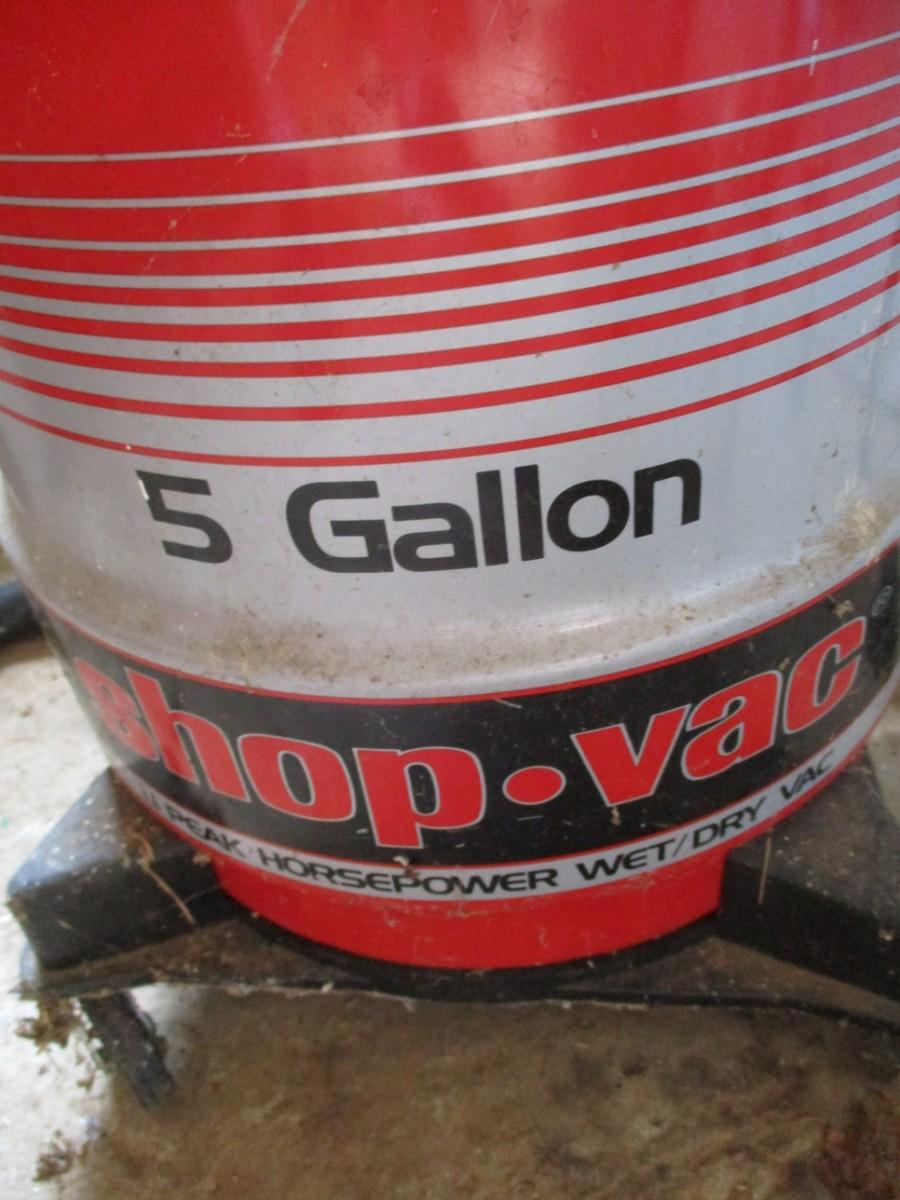 5 Gallon
shop·vac®
PEAK HORSEPOWER WET/DRY VAC